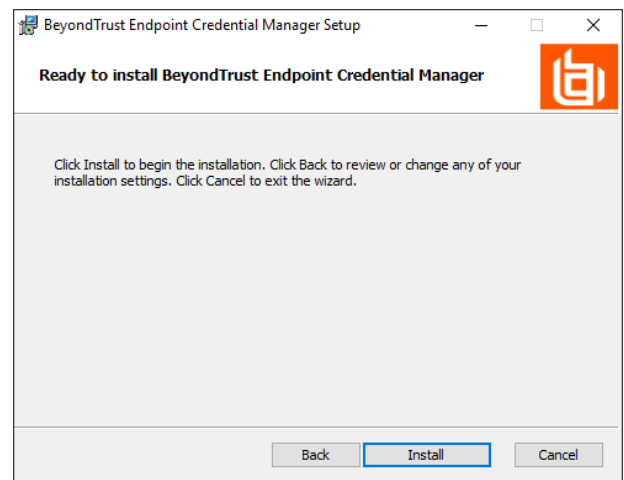 BeyondTrust Endpoint Credential Manager Setup
Ready to install BeyondTrust Endpoint Credential Manager
Click Install to begin the installation. Click Back to review or change any of your
installation settings. Click Cancel to exit the wizard.
Back Install Cancel